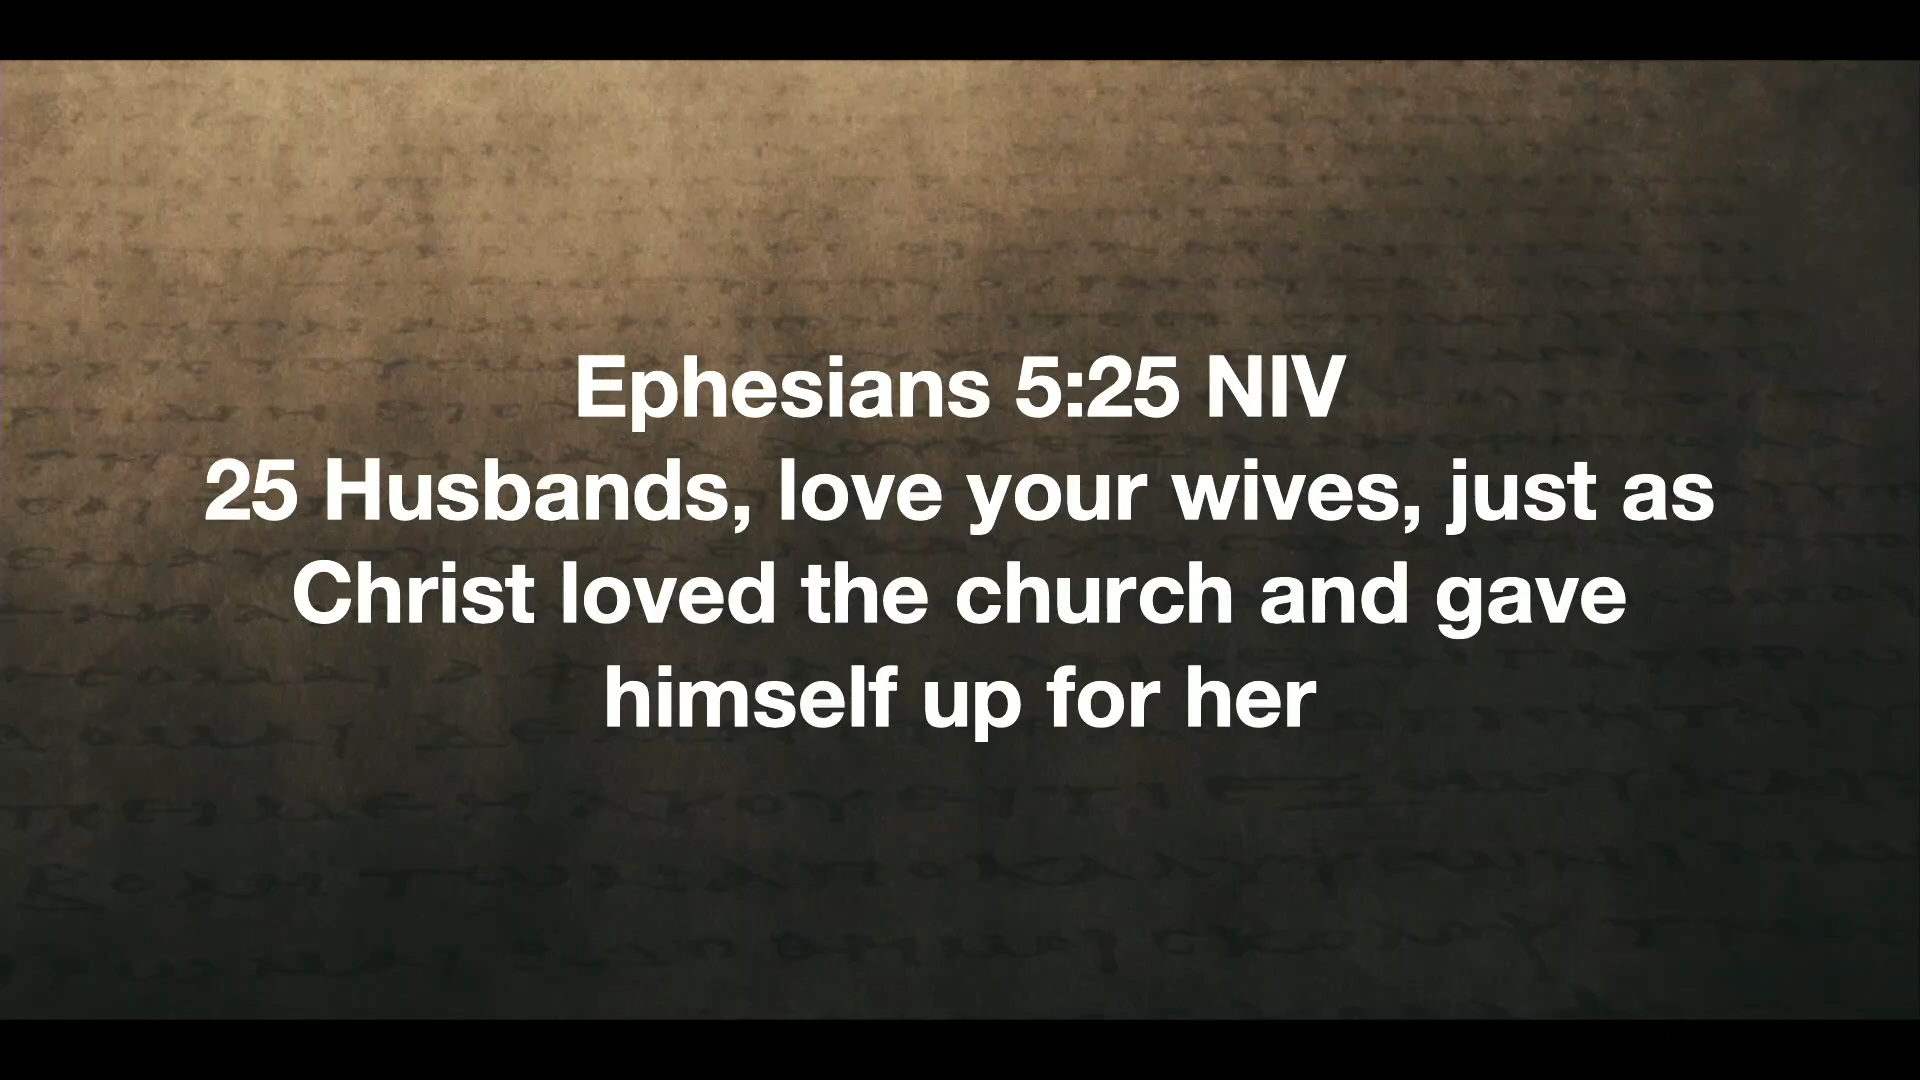 Ephesians 5:25 NIV
25 Husbands, love your wives, just as
Christ loved the church and gave
himself up for her